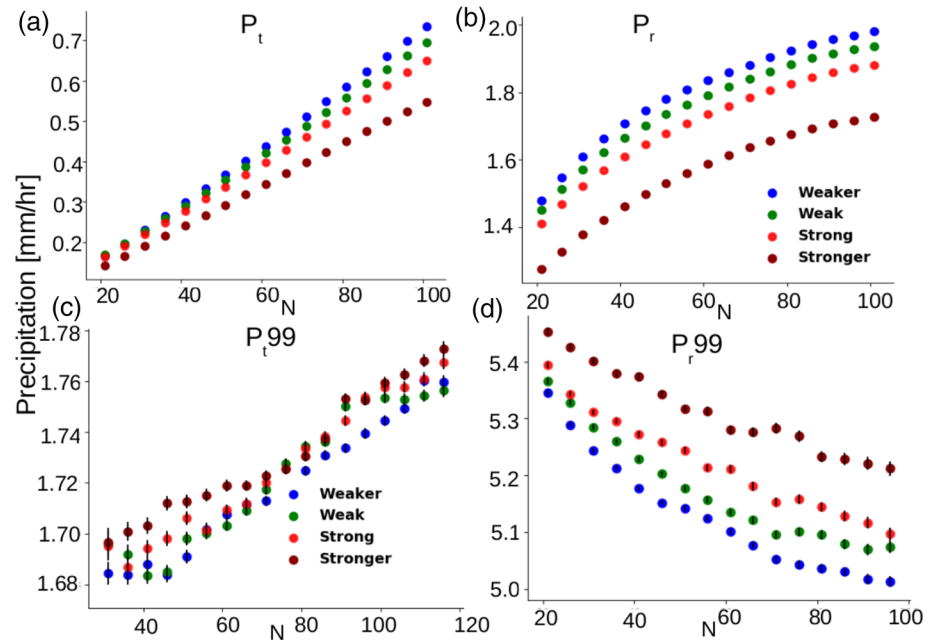 (a)
P_t
0.7
0.6
0.5
0.4
0.3
0.2
20 40 60 80 100
N
(b)
P_r
2.0
1.8
1.6
1.4
Weaker
Weak
Strong
Stronger
20 40 60 80 100
N
Precipitation [mm/hr]
(c)
P_t99
1.78
1.76
1.74
1.72
1.70
1.68
Weaker
Weak
Strong
Stronger
40 60 80 100 120
N
(d)
P_r99
5.4
5.3
5.2
5.1
5.0
20 40 60 80 100
N